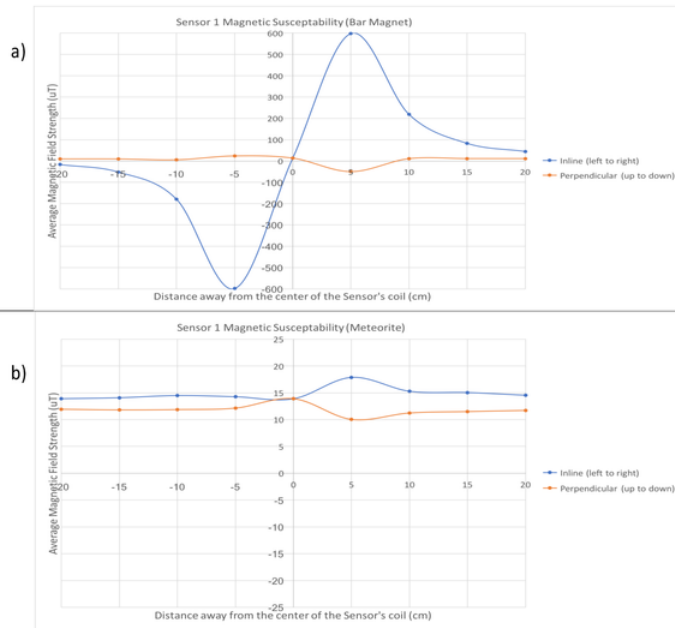 a)
Sensor 1 Magnetic Susceptability (Bar Magnet)
Average Magnetic Field Strength (uT)
600
500
400
300
200
100
0
-100
-200
-300
-400
-500
-600
-20 -15 -10 -5 0 5 10 15 20
Distance away from the center of the Sensor's coil (cm)
Inline (left to right)
Perpendicular (up to down)
b)
Sensor 1 Magnetic Susceptability (Meteorite)
Average Magnetic Field Strength (uT)
25
20
15
10
5
0
-5
-10
-15
-20
-25
-20 -15 -10 -5 0 5 10 15 20
Distance away from the center of the Sensor's coil (cm)
Inline (left to right)
Perpendicular (up to down)